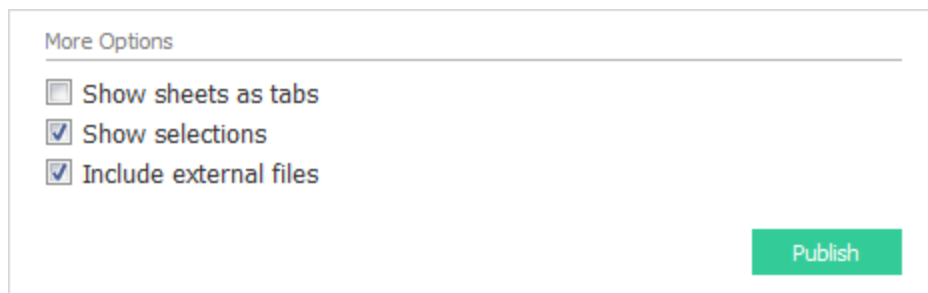 More Options
Show sheets as tabs
Show selections
Include external files
Publish